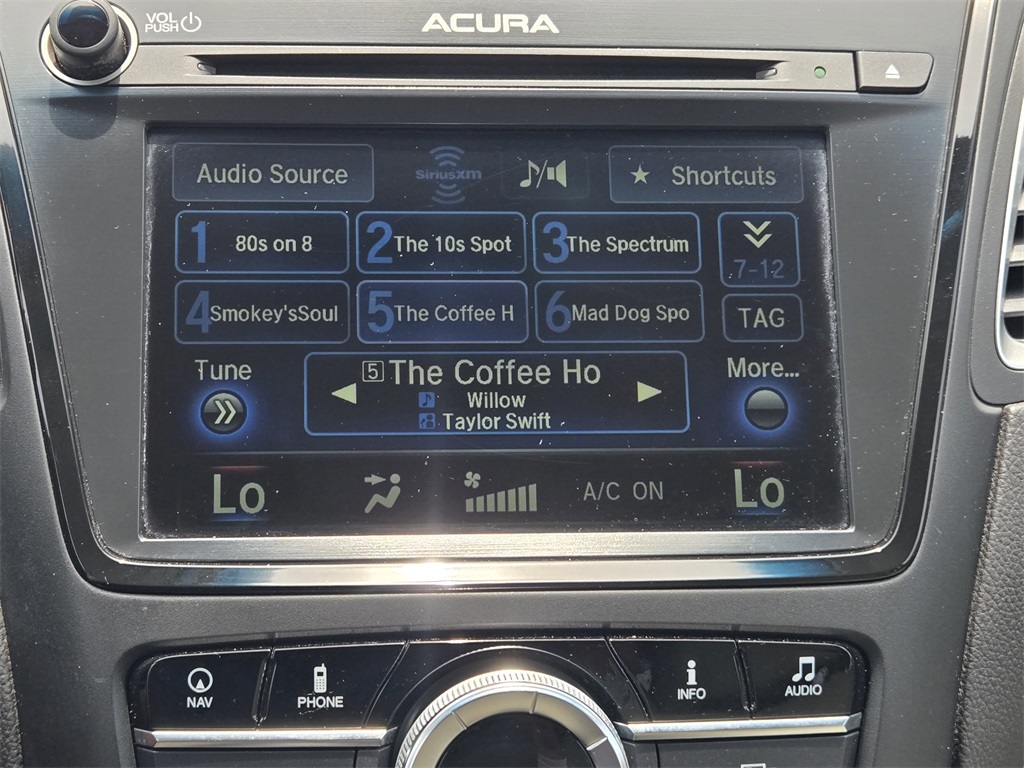 VOL
PUSH
ACURA
Audio Source
SiriusXM
Shortcuts
1 80s on 8
2 The 10s Spot
3 The Spectrum
7-12
4 Smokey'sSoul
5 The Coffee H
6 Mad Dog Spo
TAG
Tune
5 The Coffee Ho
More...
Willow
Taylor Swift
Lo
A/C ON
Lo
NAV
PHONE
INFO
AUDIO